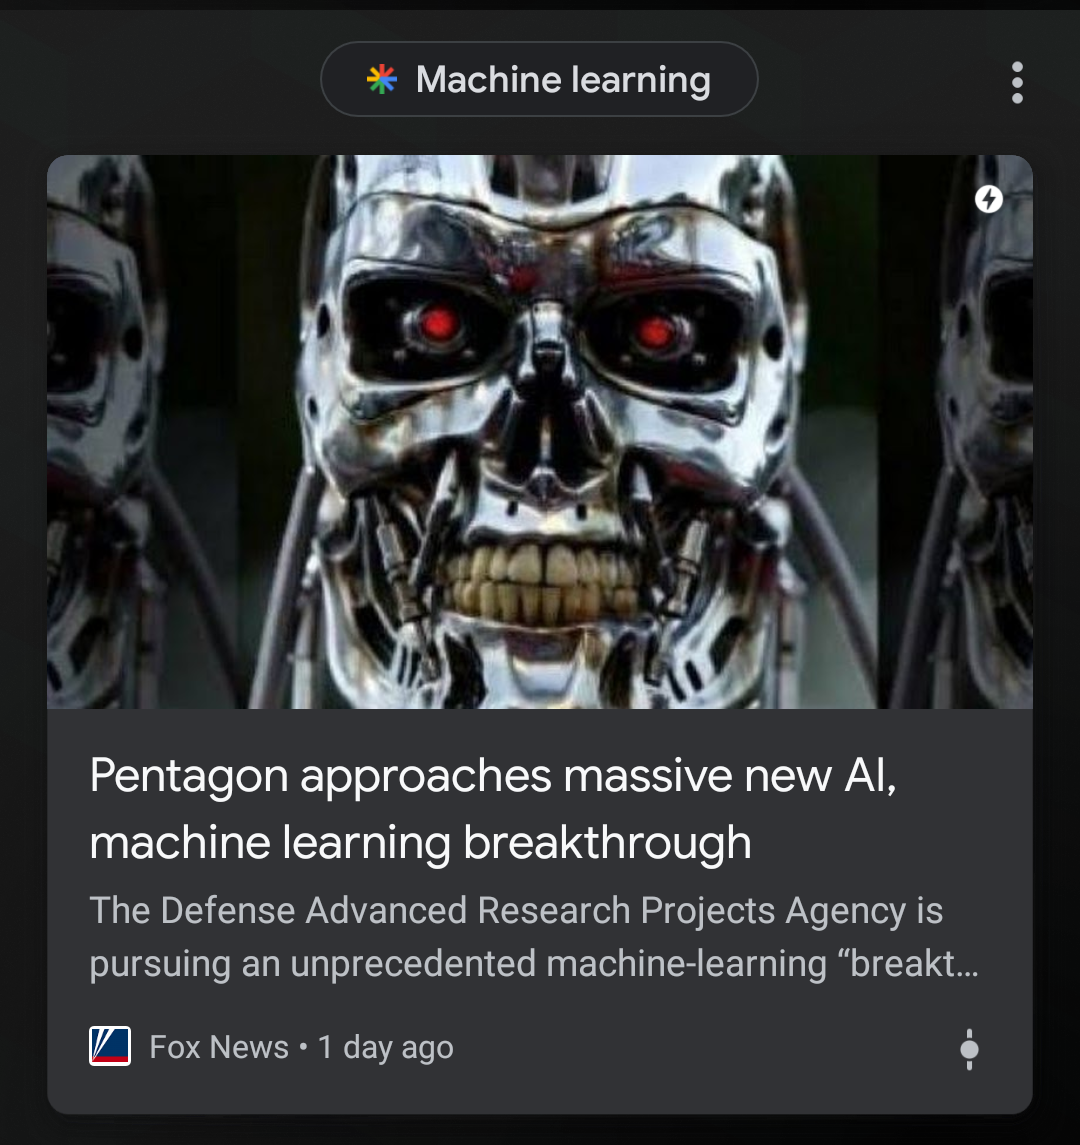 Machine learning
Pentagon approaches massive new AI,
machine learning breakthrough
The Defense Advanced Research Projects Agency is
pursuing an unprecedented machine-learning “breakt…
Fox News • 1 day ago